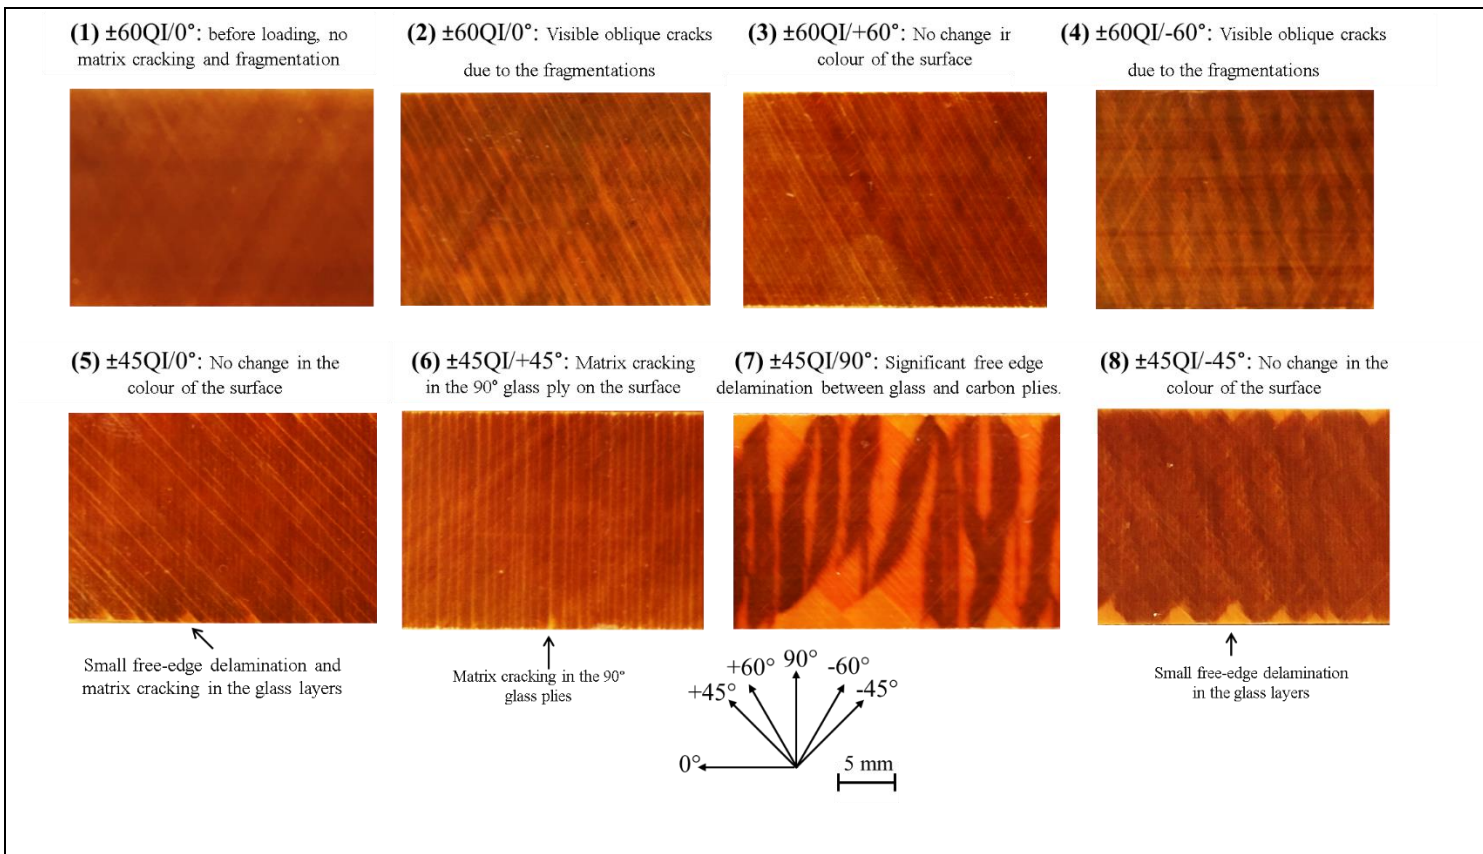 (1) ±60QI/0°: before loading, no
matrix cracking and fragmentation
(2) ±60QI/0°: Visible oblique cracks
due to the fragmentations
(3) ±60QI/+60°: No change ir
colour of the surface
(4) ±60QI/-60°: Visible oblique cracks
due to the fragmentations
(5) ±45QI/0°: No change in the
colour of the surface
(6) ±45QI/+45°: Matrix cracking
in the 90° glass ply on the surface
(7) ±45QI/90°: Significant free edge
delamination between glass and carbon plies.
(8) ±45QI/-45°: No change in the
colour of the surface
Small free-edge delamination and
matrix cracking in the glass layers
Matrix cracking in the 90°
glass plies
Small free-edge delamination
in the glass layers
0°
+45°
+60°
90°
-60°
-45°
5 mm